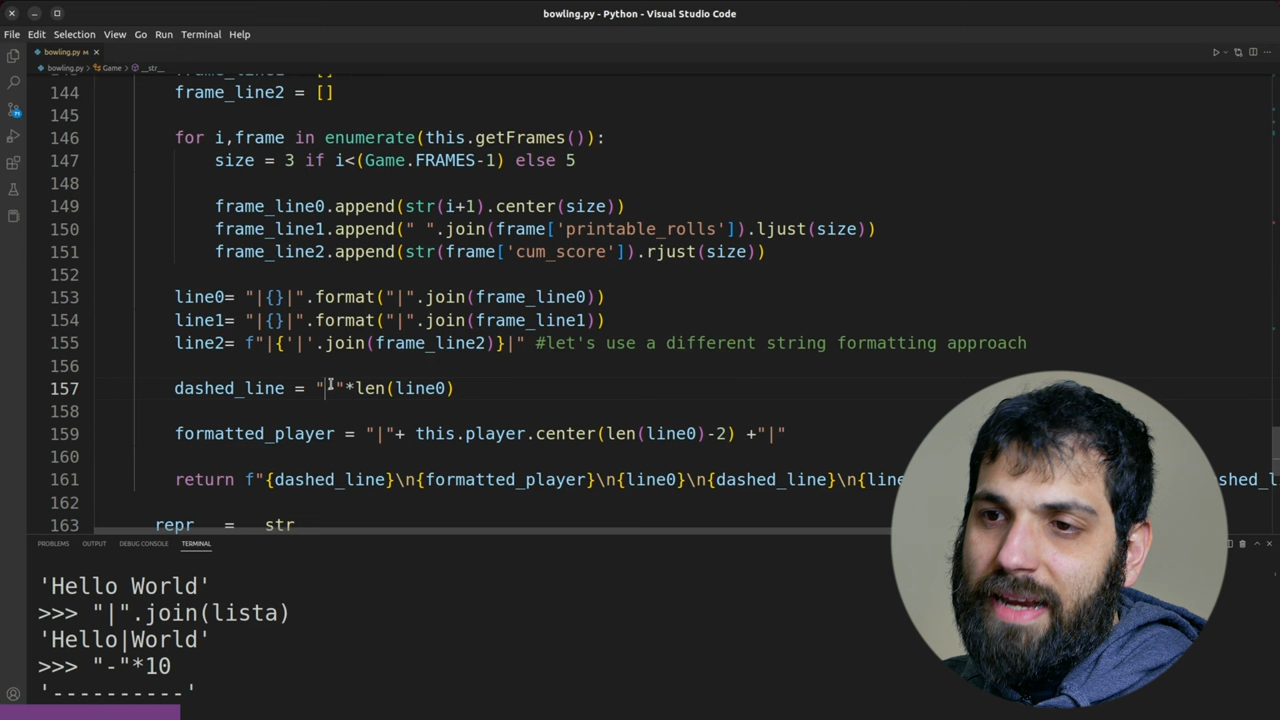 bowling.py - Python - Visual Studio Code
File Edit Selection View Go Run Terminal Help
bowling.py M
bowling.py > Game > __str__
144 frame_line2 = []
145
146 for i,frame in enumerate(this.getFrames()):
147 size = 3 if i<(Game.FRAMES-1) else 5
148
149 frame_line0.append(str(i+1).center(size))
150 frame_line1.append(" ".join(frame['printable_rolls']).ljust(size))
151 frame_line2.append(str(frame['cum_score']).rjust(size))
152
153 line0= "|{}|".format("|".join(frame_line0))
154 line1= "|{}|".format("|".join(frame_line1))
155 line2= f"|{'|'.join(frame_line2)}|" #let's use a different string formatting approach
156
157 dashed_line = "-"*len(line0)
158
159 formatted_player = "|"+ this.player.center(len(line0)-2) +"|"
160
161 return f"{dashed_line}\n{formatted_player}\n{line0}\n{dashed_line}\n{line
162
163 __repr__ = __str__
PROBLEMS OUTPUT DEBUG CONSOLE TERMINAL
'Hello World'
>>> "|".join(lista)
'Hello|World'
>>> "-"*10
'----------'